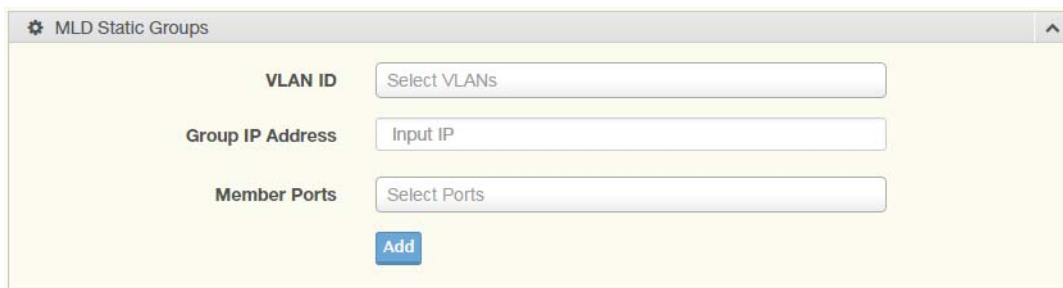 MLD Static Groups
VLAN ID Select VLANs
Group IP Address Input IP
Member Ports Select Ports
Add